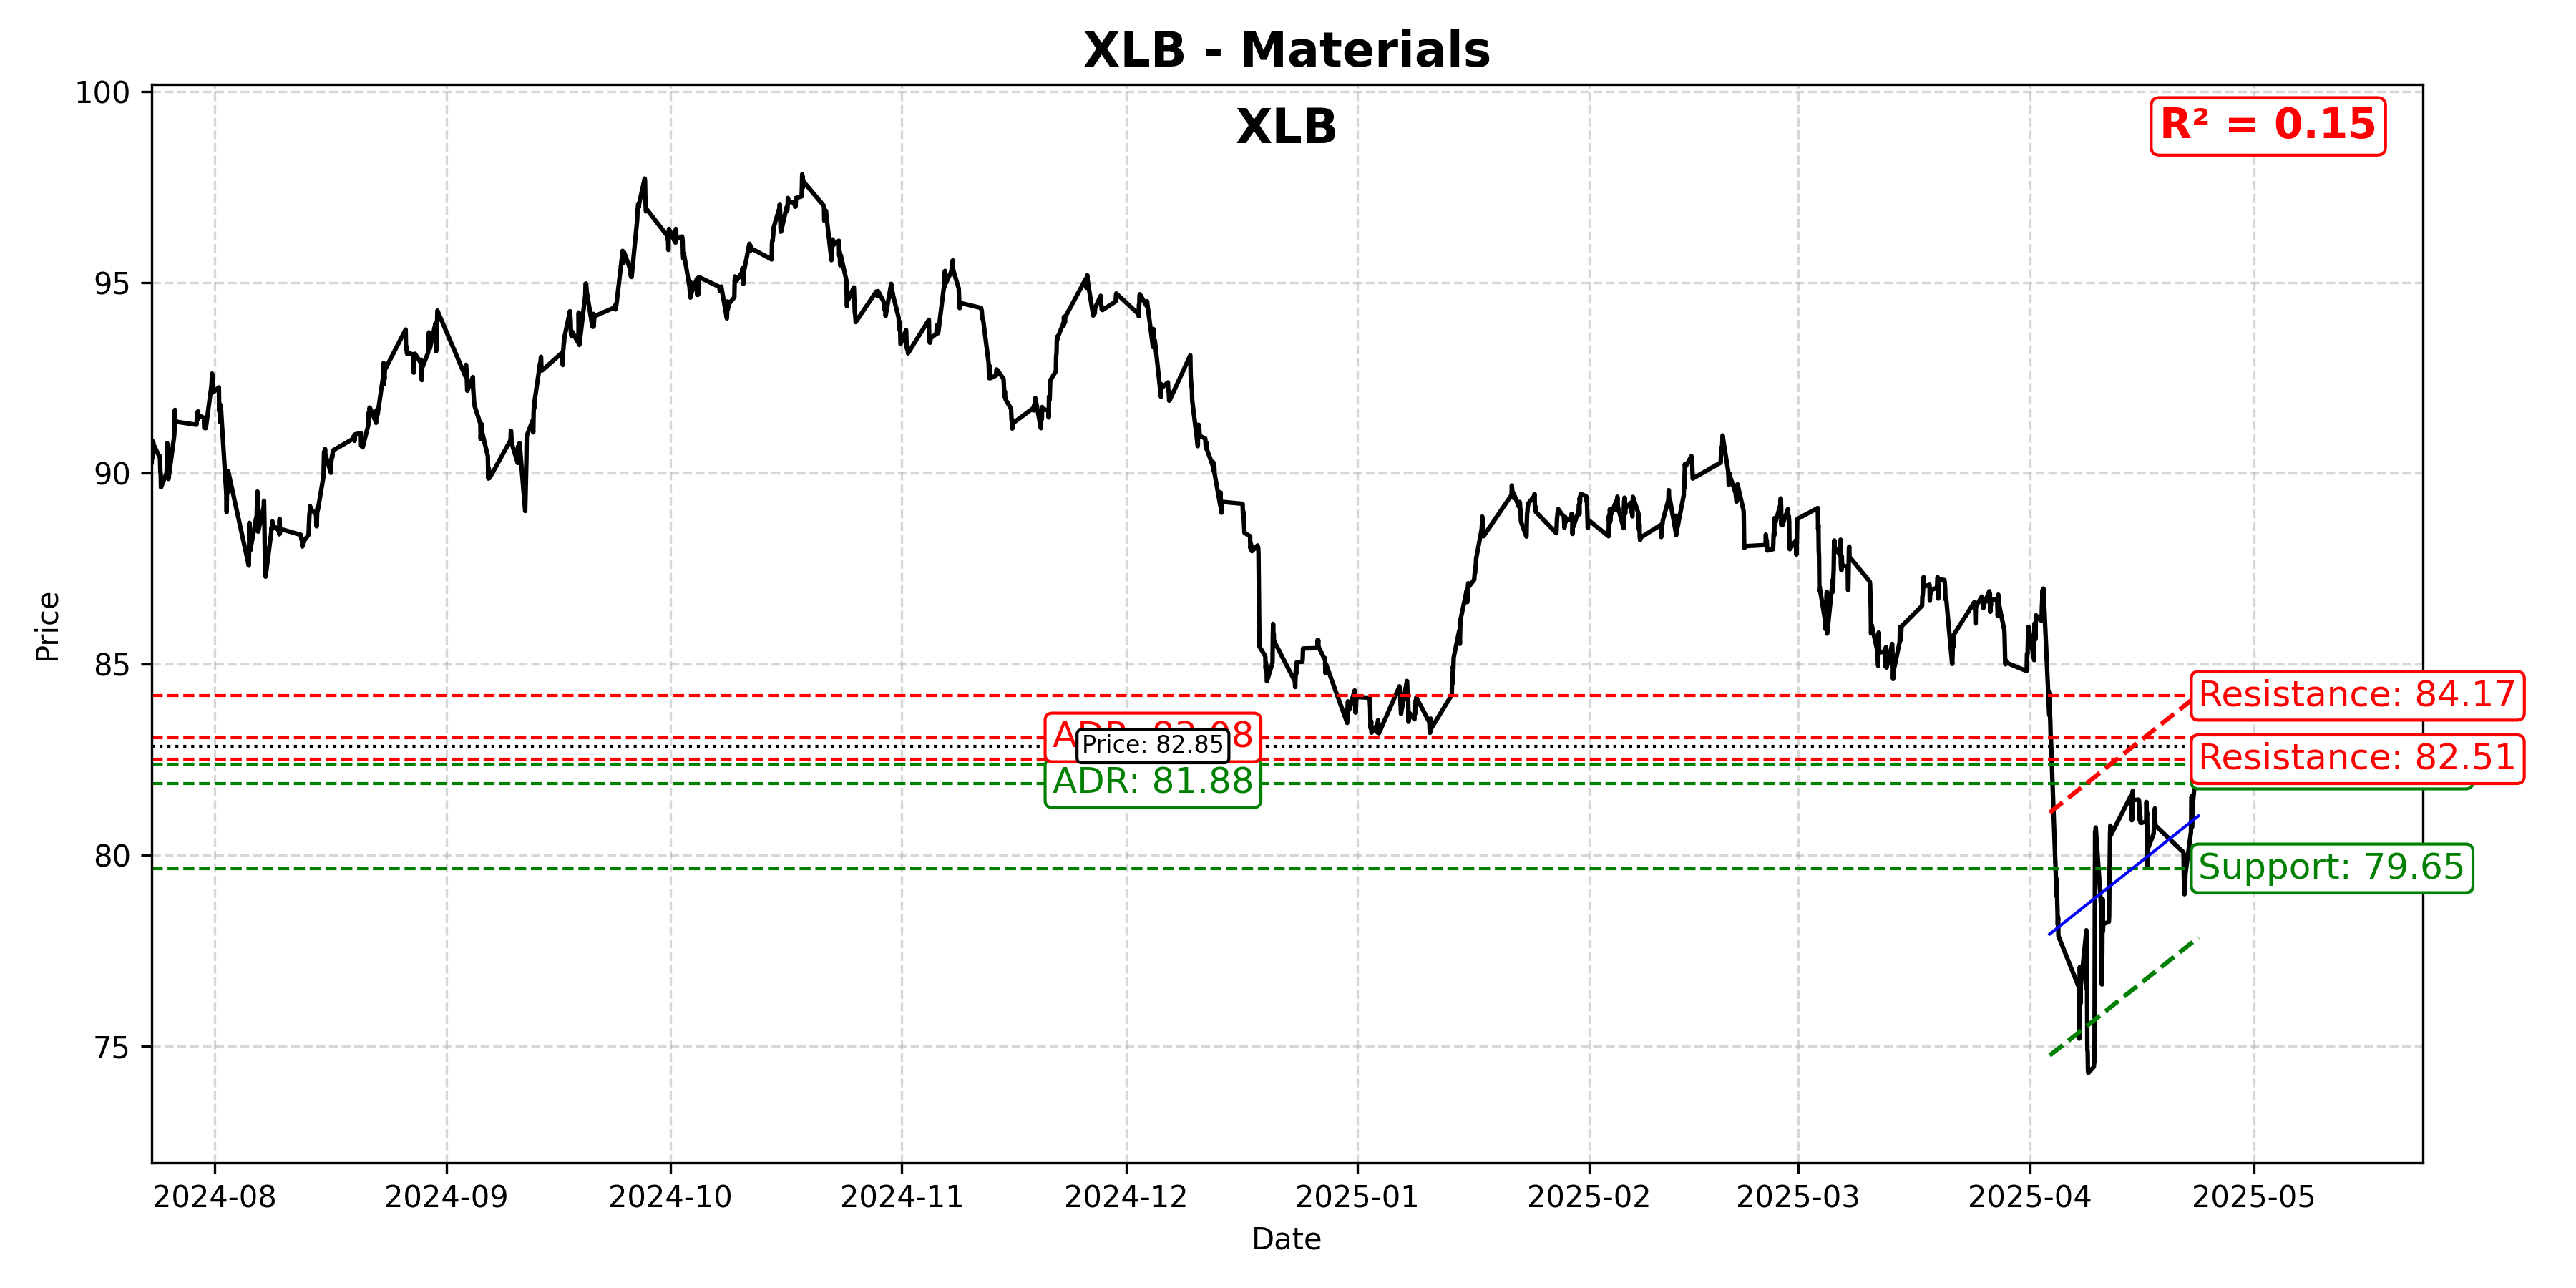 XLB - Materials
XLB
R² = 0.15
100
95
90
85
80
75
Price
Resistance: 84.17
Price: 82.85
Resistance: 82.51
ADR: 81.88
Support: 79.65
2024-08
2024-09
2024-10
2024-11
2024-12
2025-01
2025-02
2025-03
2025-04
2025-05
Date